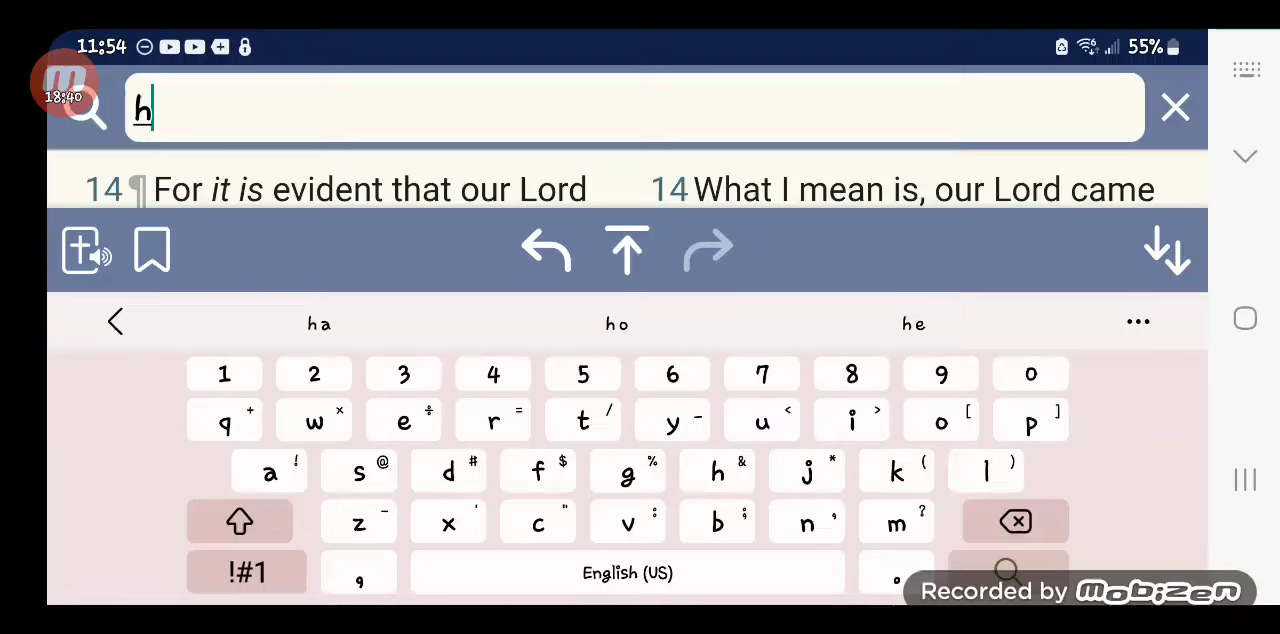 11:54 55%
18:40
h
14 ¶ For it is evident that our Lord
14 What I mean is, our Lord came
ha ho he •••
1 2 3 4 5 6 7 8 9 0
q + w × e ÷ r = t / y - u < i > o [ p ]
a ! s @ d # f $ g % h & j * k ( l )
z - x ' c " v : b ; n , m ?
!#1 , English (US) .
Recorded by mobizen